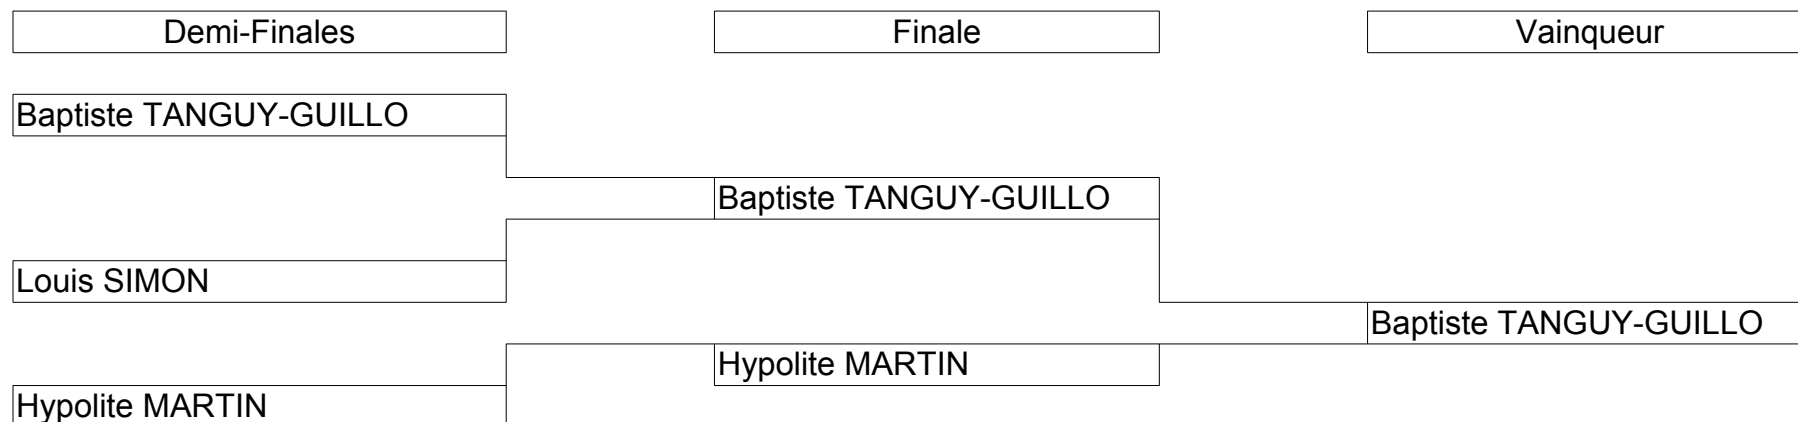 Demi-Finales
Finale
Vainqueur
Baptiste TANGUY-GUILLO
Baptiste TANGUY-GUILLO
Louis SIMON
Baptiste TANGUY-GUILLO
Hypolite MARTIN
Hypolite MARTIN